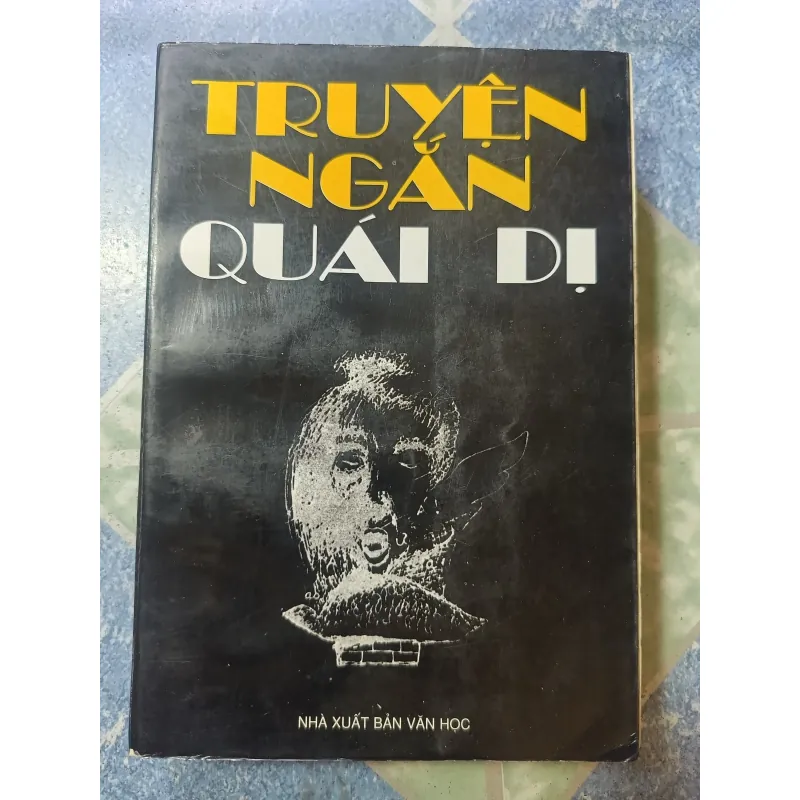 TRUYỆN
NGẮN
QUÁI DỊ
NHÀ XUẤT BẢN VĂN HỌC